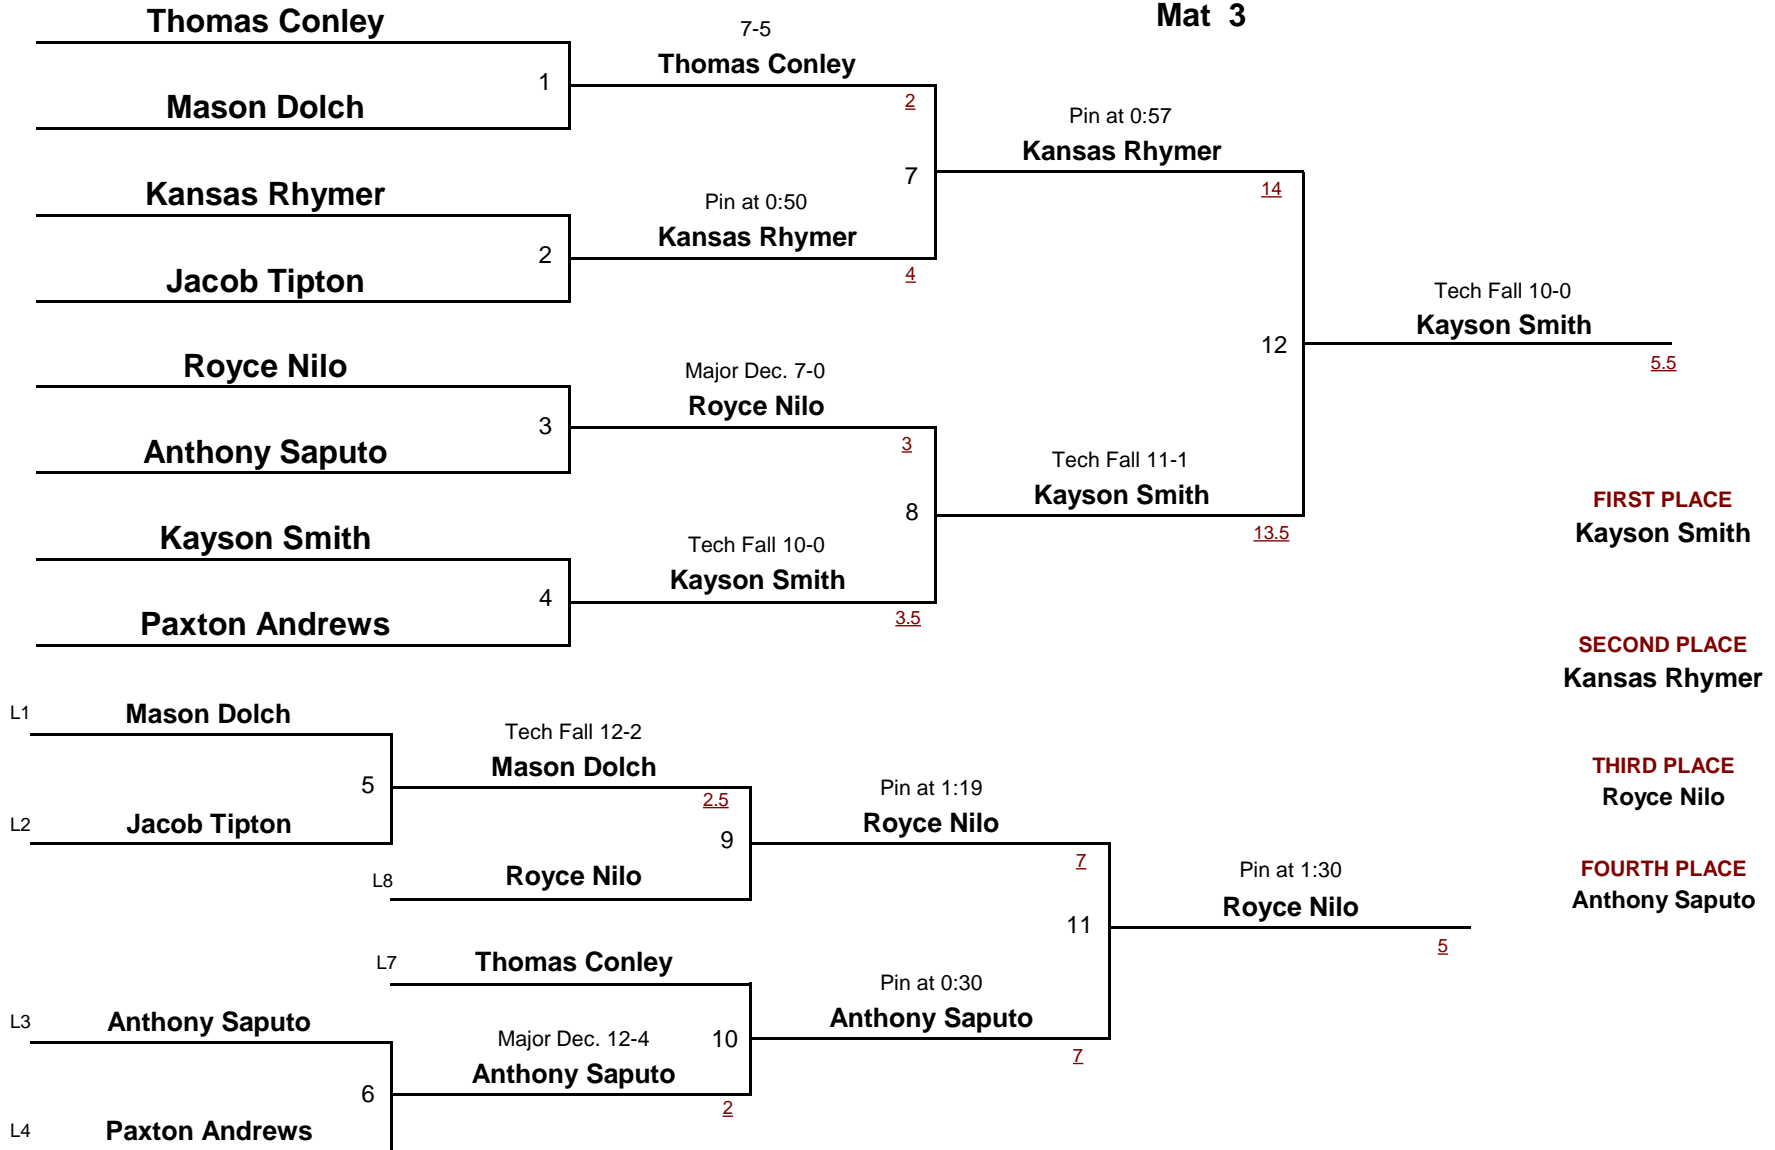 Mat 3
Thomas Conley
7-5
Thomas Conley
1
2
Mason Dolch
Pin at 0:57
Kansas Rhymer
7
14
Kansas Rhymer
Pin at 0:50
Kansas Rhymer
2
4
Jacob Tipton
Tech Fall 10-0
Kayson Smith
12
5.5
Royce Nilo
Major Dec. 7-0
Royce Nilo
3
3
Anthony Saputo
Tech Fall 11-1
Kayson Smith
8
13.5
Kayson Smith
Tech Fall 10-0
Kayson Smith
4
3.5
Paxton Andrews
FIRST PLACE
Kayson Smith
SECOND PLACE
Kansas Rhymer
THIRD PLACE
Royce Nilo
FOURTH PLACE
Anthony Saputo
L1
Mason Dolch
Tech Fall 12-2
Mason Dolch
5
2.5
L2
Jacob Tipton
Pin at 1:19
Royce Nilo
9
7
L8
Royce Nilo
Pin at 1:30
Royce Nilo
11
5
L7
Thomas Conley
Pin at 0:30
Anthony Saputo
10
7
L3
Anthony Saputo
Major Dec. 12-4
Anthony Saputo
6
2
L4
Paxton Andrews